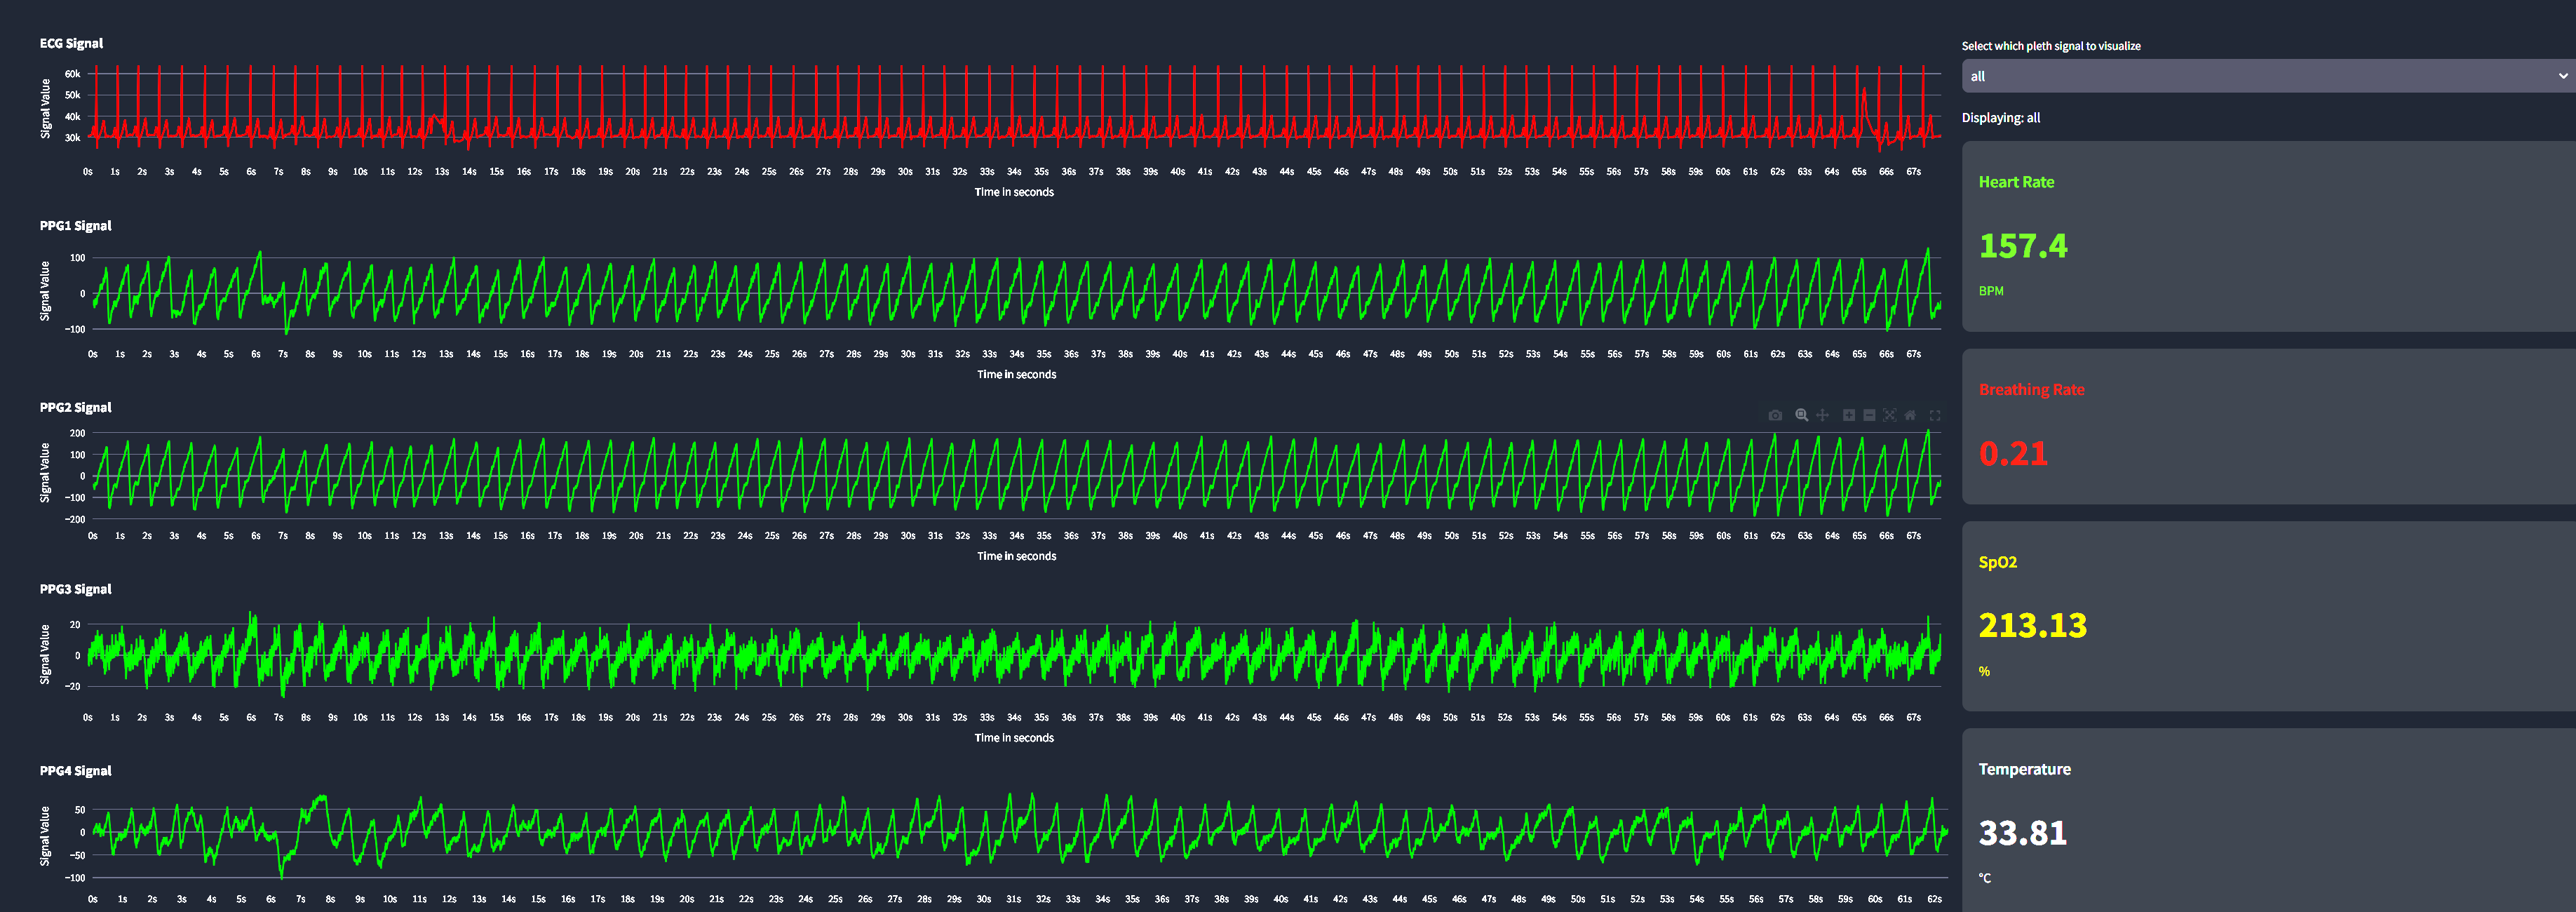 ECG Signal
Signal Value
60k
50k
40k
30k
0s 1s 2s 3s 4s 5s 6s 7s 8s 9s 10s 11s 12s 13s 14s 15s 16s 17s 18s 19s 20s 21s 22s 23s 24s 25s 26s 27s 28s 29s 30s 31s 32s 33s 34s 35s 36s 37s 38s 39s 40s 41s 42s 43s 44s 45s 46s 47s 48s 49s 50s 51s 52s 53s 54s 55s 56s 57s 58s 59s 60s 61s 62s 63s 64s 65s 66s 67s
Time in seconds
PPG1 Signal
Signal Value
100
0
−100
0s 1s 2s 3s 4s 5s 6s 7s 8s 9s 10s 11s 12s 13s 14s 15s 16s 17s 18s 19s 20s 21s 22s 23s 24s 25s 26s 27s 28s 29s 30s 31s 32s 33s 34s 35s 36s 37s 38s 39s 40s 41s 42s 43s 44s 45s 46s 47s 48s 49s 50s 51s 52s 53s 54s 55s 56s 57s 58s 59s 60s 61s 62s 63s 64s 65s 66s 67s
Time in seconds
PPG2 Signal
Signal Value
200
100
0
−100
−200
0s 1s 2s 3s 4s 5s 6s 7s 8s 9s 10s 11s 12s 13s 14s 15s 16s 17s 18s 19s 20s 21s 22s 23s 24s 25s 26s 27s 28s 29s 30s 31s 32s 33s 34s 35s 36s 37s 38s 39s 40s 41s 42s 43s 44s 45s 46s 47s 48s 49s 50s 51s 52s 53s 54s 55s 56s 57s 58s 59s 60s 61s 62s 63s 64s 65s 66s 67s
Time in seconds
PPG3 Signal
Signal Value
20
0
−20
0s 1s 2s 3s 4s 5s 6s 7s 8s 9s 10s 11s 12s 13s 14s 15s 16s 17s 18s 19s 20s 21s 22s 23s 24s 25s 26s 27s 28s 29s 30s 31s 32s 33s 34s 35s 36s 37s 38s 39s 40s 41s 42s 43s 44s 45s 46s 47s 48s 49s 50s 51s 52s 53s 54s 55s 56s 57s 58s 59s 60s 61s 62s 63s 64s 65s 66s 67s
Time in seconds
PPG4 Signal
Signal Value
50
0
−50
−100
0s 1s 2s 3s 4s 5s 6s 7s 8s 9s 10s 11s 12s 13s 14s 15s 16s 17s 18s 19s 20s 21s 22s 23s 24s 25s 26s 27s 28s 29s 30s 31s 32s 33s 34s 35s 36s 37s 38s 39s 40s 41s 42s 43s 44s 45s 46s 47s 48s 49s 50s 51s 52s 53s 54s 55s 56s 57s 58s 59s 60s 61s 62s
Select which pleth signal to visualize
all
Displaying: all
Heart Rate
157.4
BPM
Breathing Rate
0.21
SpO2
213.13
%
Temperature
33.81
°C